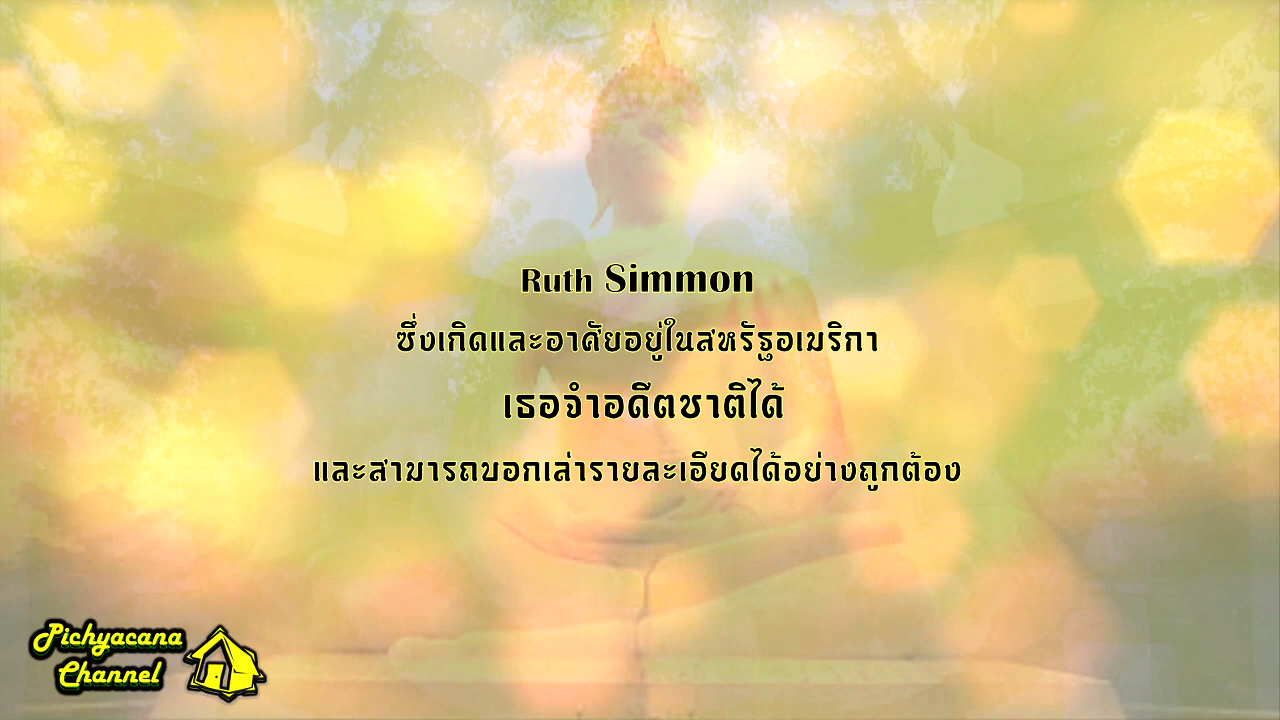 Ruth Simmon
ซึ่งเกิดและอาศัยอยู่ในสหรัฐอเมริกา
เธอจำอดีตชาติได้
และสามารถบอกเล่ารายละเอียดได้อย่างถูกต้อง
Pichyacana
Channel